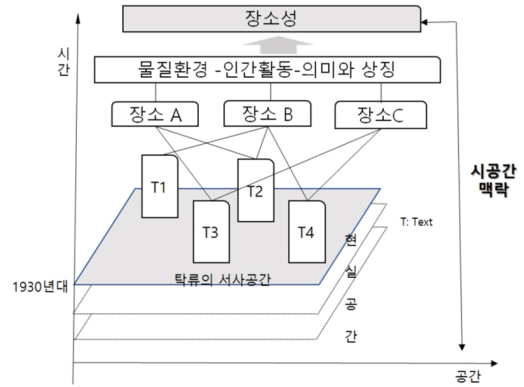 장소성
시
간
물질환경 -인간활동-의미와 상징
장소 A
장소 B
장소C
시공간
맥락
T1
T2
T3
T4
T: Text
현
실
공
간
탁류의 서사공간
1930년대
공간